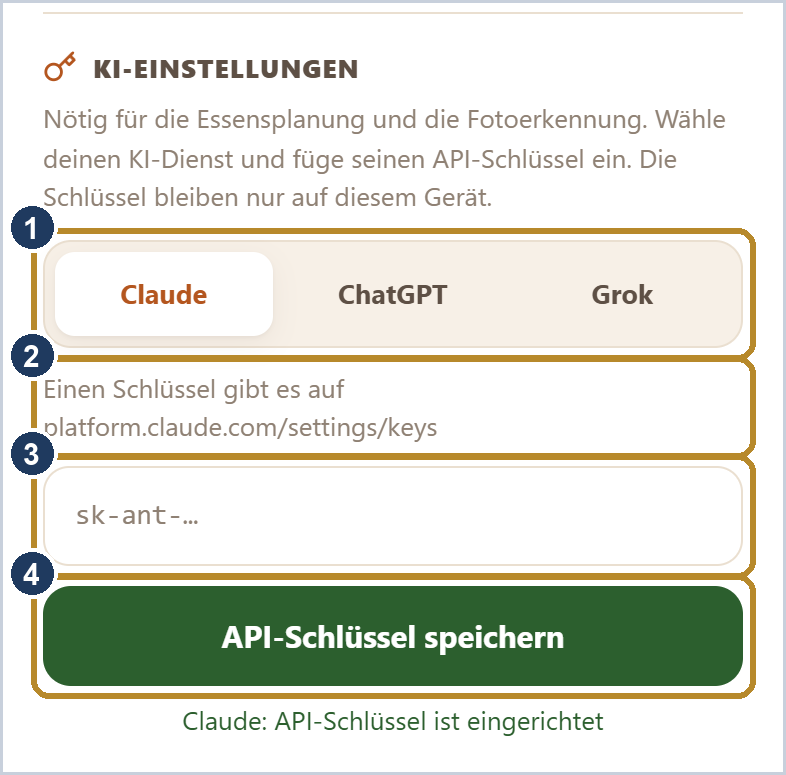 KI-EINSTELLUNGEN
Nötig für die Essensplanung und die Fotoerkennung. Wähle
deinen KI-Dienst und füge seinen API-Schlüssel ein. Die
Schlüssel bleiben nur auf diesem Gerät.
1
Claude ChatGPT Grok
2
Einen Schlüssel gibt es auf
platform.claude.com/settings/keys
3
sk-ant-…
4
API-Schlüssel speichern
Claude: API-Schlüssel ist eingerichtet